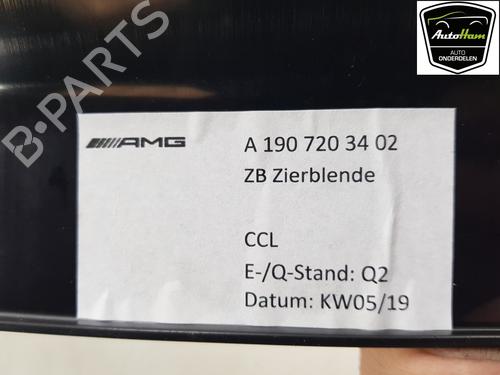 AutoHam
AUTO
ONDERDELEN
B-PARTS
AMG
A 190 720 34 02
ZB Zierblende
CCL
E-/Q-Stand: Q2
Datum: KW05/19